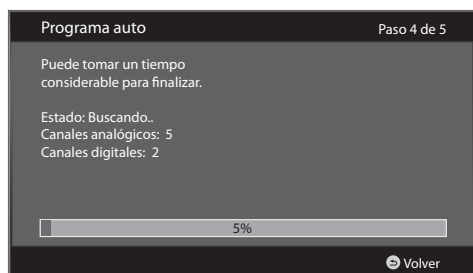 Programa auto
Paso 4 de 5
Puede tomar un tiempo
considerable para finalizar.
Estado: Buscando..
Canales analógicos: 5
Canales digitales: 2
5%
Volver